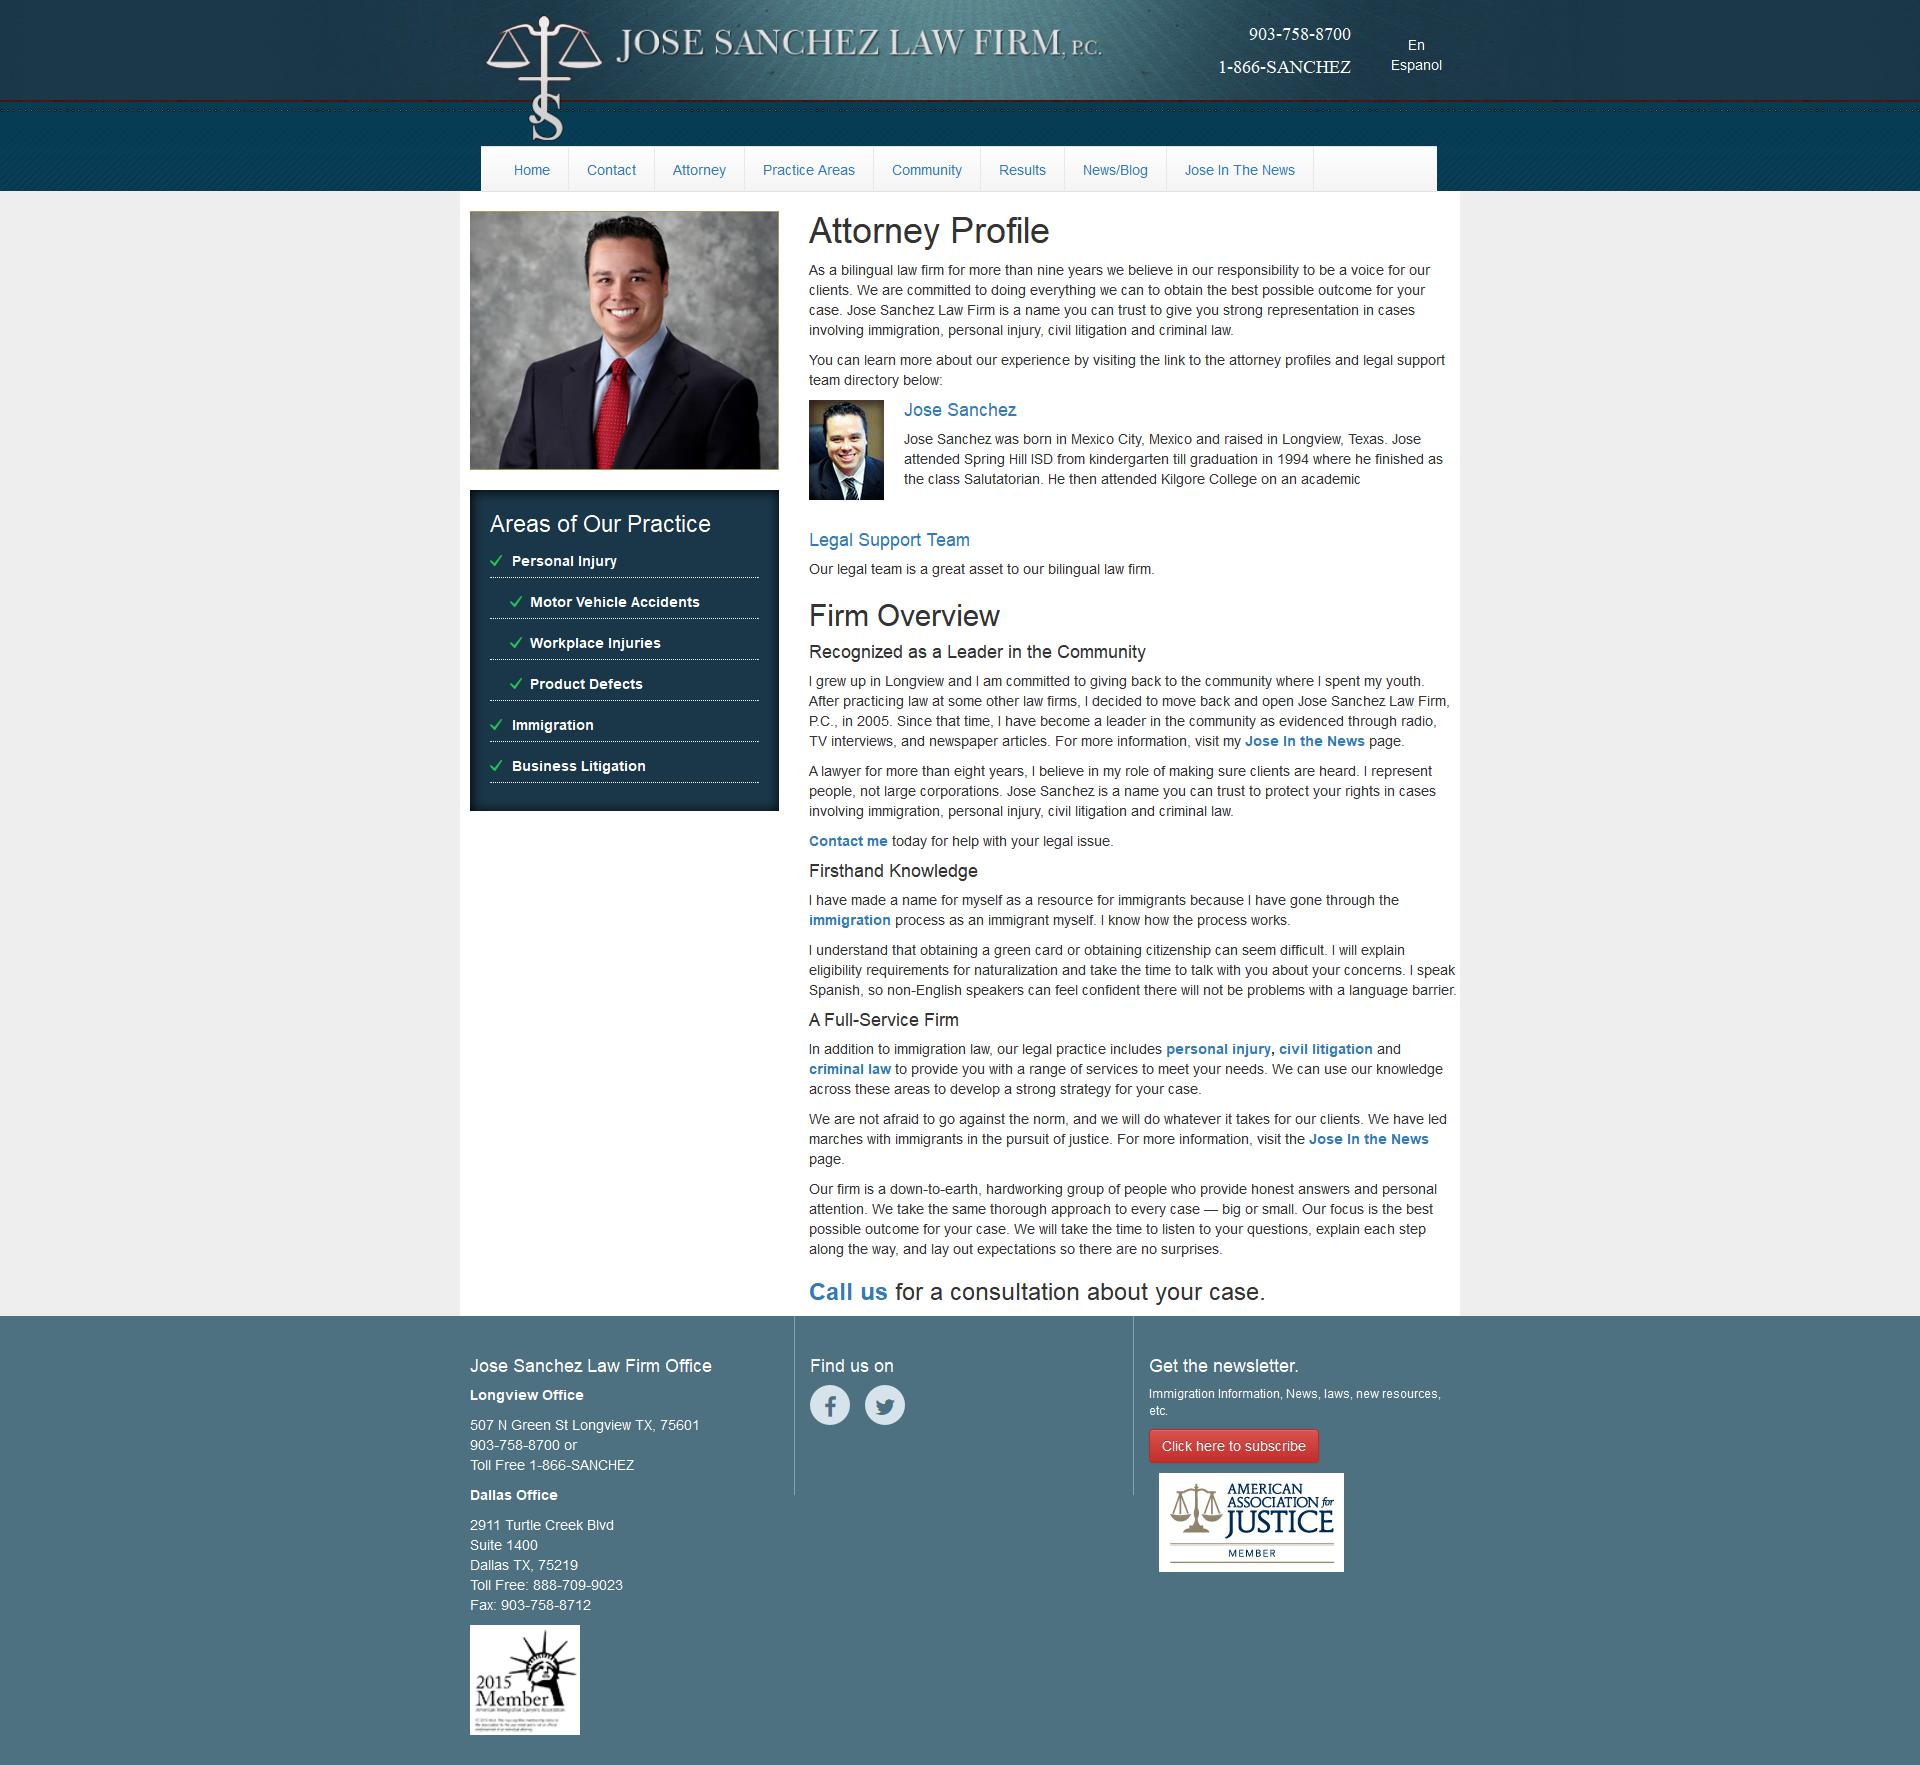 JOSE SANCHEZ LAW FIRM, P.C.
903-758-8700
1-866-SANCHEZ
En
Espanol
JS
Home
Contact
Attorney
Practice Areas
Community
Results
News/Blog
Jose In The News
Areas of Our Practice
Personal Injury
Motor Vehicle Accidents
Workplace Injuries
Product Defects
Immigration
Business Litigation
Attorney Profile
As a bilingual law firm for more than nine years we believe in our responsibility to be a voice for our
clients. We are committed to doing everything we can to obtain the best possible outcome for your
case. Jose Sanchez Law Firm is a name you can trust to give you strong representation in cases
involving immigration, personal injury, civil litigation and criminal law.
You can learn more about our experience by visiting the link to the attorney profiles and legal support
team directory below:
Jose Sanchez
Jose Sanchez was born in Mexico City, Mexico and raised in Longview, Texas. Jose
attended Spring Hill ISD from kindergarten till graduation in 1994 where he finished as
the class Salutatorian. He then attended Kilgore College on an academic
Legal Support Team
Our legal team is a great asset to our bilingual law firm.
Firm Overview
Recognized as a Leader in the Community
I grew up in Longview and I am committed to giving back to the community where I spent my youth.
After practicing law at some other law firms, I decided to move back and open Jose Sanchez Law Firm,
P.C., in 2005. Since that time, I have become a leader in the community as evidenced through radio,
TV interviews, and newspaper articles. For more information, visit my Jose In the News page.
A lawyer for more than eight years, I believe in my role of making sure clients are heard. I represent
people, not large corporations. Jose Sanchez is a name you can trust to protect your rights in cases
involving immigration, personal injury, civil litigation and criminal law.
Contact me today for help with your legal issue.
Firsthand Knowledge
I have made a name for myself as a resource for immigrants because I have gone through the
immigration process as an immigrant myself. I know how the process works.
I understand that obtaining a green card or obtaining citizenship can seem difficult. I will explain
eligibility requirements for naturalization and take the time to talk with you about your concerns. I speak
Spanish, so non-English speakers can feel confident there will not be problems with a language barrier.
A Full-Service Firm
In addition to immigration law, our legal practice includes personal injury, civil litigation and
criminal law to provide you with a range of services to meet your needs. We can use our knowledge
across these areas to develop a strong strategy for your case.
We are not afraid to go against the norm, and we will do whatever it takes for our clients. We have led
marches with immigrants in the pursuit of justice. For more information, visit the Jose In the News
page.
Our firm is a down-to-earth, hardworking group of people who provide honest answers and personal
attention. We take the same thorough approach to every case — big or small. Our focus is the best
possible outcome for your case. We will take the time to listen to your questions, explain each step
along the way, and lay out expectations so there are no surprises.
Call us for a consultation about your case.
Jose Sanchez Law Firm Office
Longview Office
507 N Green St Longview TX, 75601
903-758-8700 or
Toll Free 1-866-SANCHEZ
Dallas Office
2911 Turtle Creek Blvd
Suite 1400
Dallas TX, 75219
Toll Free: 888-709-9023
Fax: 903-758-8712
2015
Member
American Immigration Lawyers Association
Find us on
Get the newsletter.
Immigration Information, News, laws, new resources,
etc.
Click here to subscribe
AMERICAN
ASSOCIATION for
JUSTICE
MEMBER